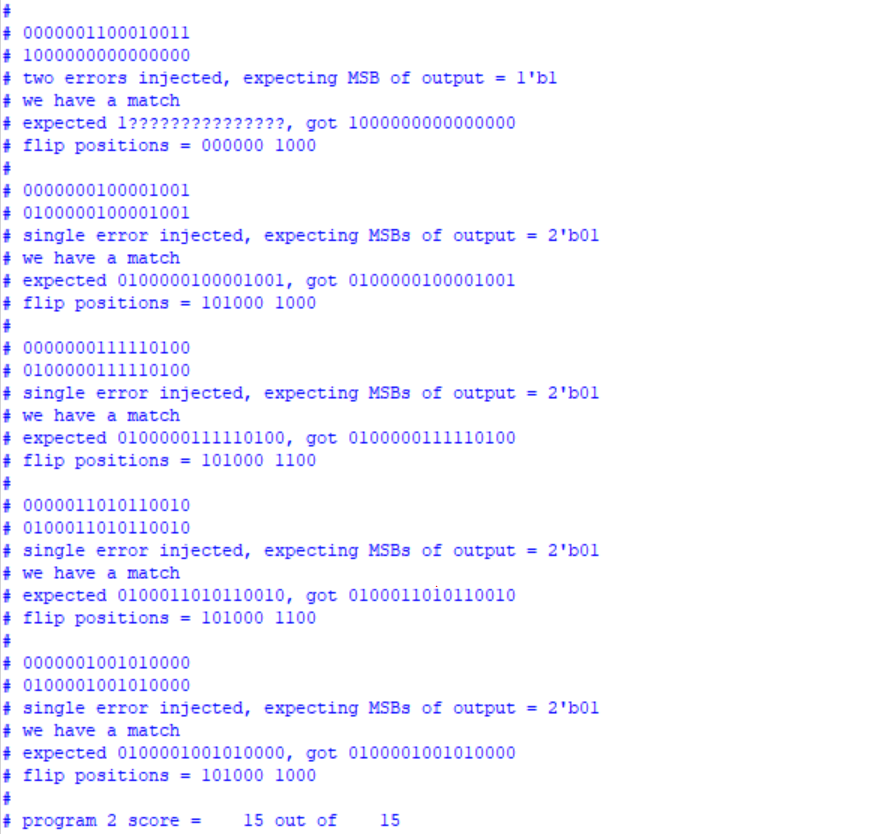 #
# 0000001100010011
# 1000000000000000
# two errors injected, expecting MSB of output = 1'b1
# we have a match
# expected 1???????????????, got 1000000000000000
# flip positions = 000000 1000
#
# 0000000100001001
# 0100000100001001
# single error injected, expecting MSBs of output = 2'b01
# we have a match
# expected 0100000100001001, got 0100000100001001
# flip positions = 101000 1000
#
# 0000000111110100
# 0100000111110100
# single error injected, expecting MSBs of output = 2'b01
# we have a match
# expected 0100000111110100, got 0100000111110100
# flip positions = 101000 1100
#
# 0000011010110010
# 0100011010110010
# single error injected, expecting MSBs of output = 2'b01
# we have a match
# expected 0100011010110010, got 0100011010110010
# flip positions = 101000 1100
#
# 0000001001010000
# 0100001001010000
# single error injected, expecting MSBs of output = 2'b01
# we have a match
# expected 0100001001010000, got 0100001001010000
# flip positions = 101000 1000
#
# program 2 score =    15 out of    15